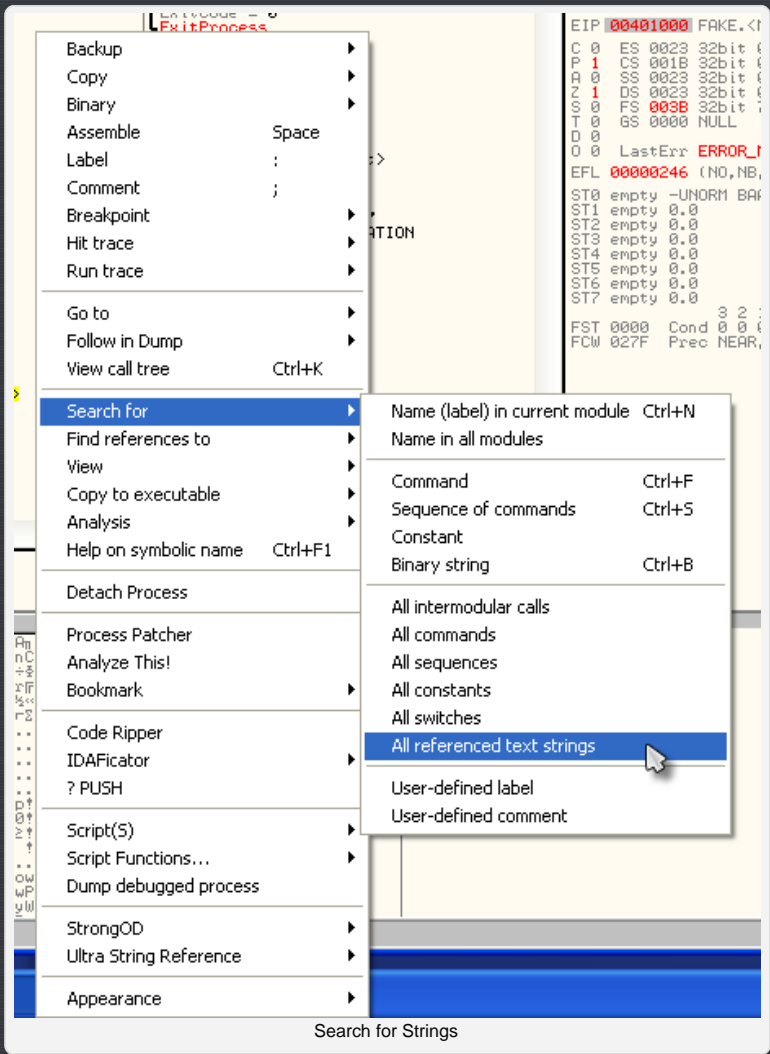 ExitCode = 0
ExitProcess
Backup
Copy
Binary
Assemble Space
Label :
Comment ;
Breakpoint
Hit trace
Run trace
Go to
Follow in Dump
View call tree Ctrl+K
Search for
Find references to
View
Copy to executable
Analysis
Help on symbolic name Ctrl+F1
Detach Process
Process Patcher
Analyze This!
Bookmark
Code Ripper
IDAFicator
? PUSH
Script(S)
Script Functions...
Dump debugged process
StrongOD
Ultra String Reference
Appearance
Name (label) in current module Ctrl+N
Name in all modules
Command Ctrl+F
Sequence of commands Ctrl+S
Constant
Binary string Ctrl+B
All intermodular calls
All commands
All sequences
All constants
All switches
All referenced text strings
User-defined label
User-defined comment
ATION
EIP 00401000 FAKE.<
C 0 ES 0023 32bit
P 1 CS 001B 32bit
A 0 SS 0023 32bit
Z 1 DS 0023 32bit
S 0 FS 003B 32bit
T 0 GS 0000 NULL
D 0
O 0 LastErr ERROR_
EFL 00000246 (NO,NB,
ST0 empty -UNORM
ST1 empty 0.0
ST2 empty 0.0
ST3 empty 0.0
ST4 empty 0.0
ST5 empty 0.0
ST6 empty 0.0
ST7 empty 0.0
3 2
FST 0000 Cond 0 0
FCW 027F Prec NEAR,
Search for Strings